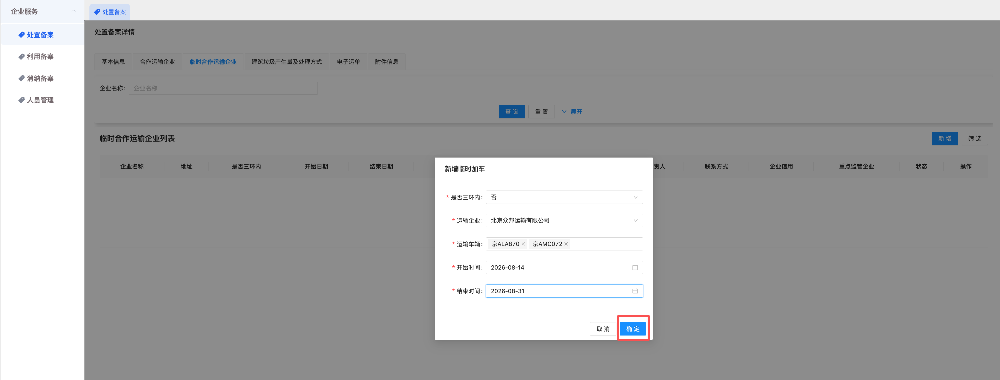 企业服务
处置备案
利用备案
消纳备案
人员管理
处置备案
处置备案详情
基本信息 合作运输企业 临时合作运输企业 建筑垃圾产生量及处理方式 电子运单 附件信息
企业名称： 企业名称
查 询 重 置 展开
临时合作运输企业列表 新 增 筛 选
企业名称 地址 是否三环内 开始日期 结束日期 责人 联系方式 企业信用 重点监管企业 状态 操作
新增临时加车
* 是否三环内： 否
* 运输企业： 北京众邦运输有限公司
* 运输车辆： 京ALA870 × 京AMC072 ×
* 开始时间： 2026-08-14
* 结束时间： 2026-08-31
取 消 确 定